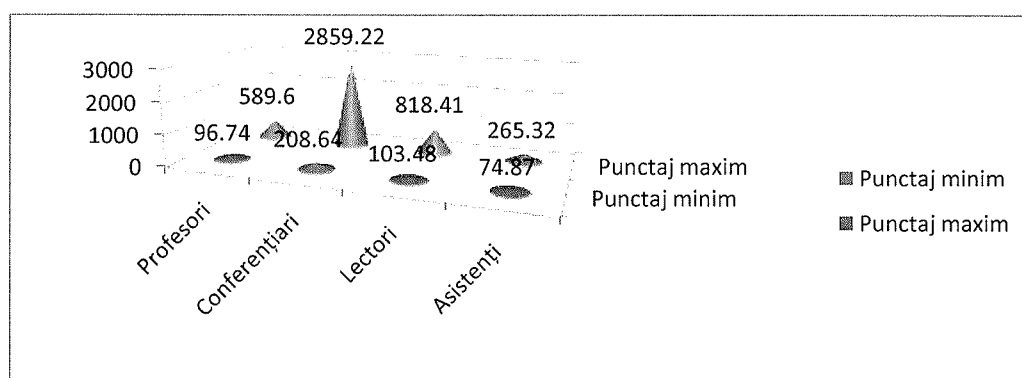 2859.22
3000
2000
1000
0
589.6
818.41
265.32
96.74
208.64
103.48
74.87
Punctaj maxim
Punctaj minim
Profesori
Conferențiari
Lectori
Asistenți
Punctaj minim
Punctaj maxim